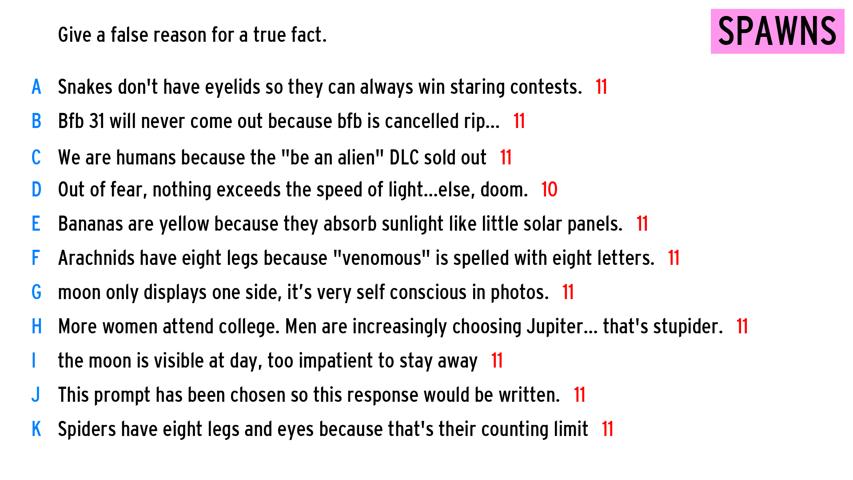 Give a false reason for a true fact.
SPAWNS
A Snakes don't have eyelids so they can always win staring contests. 11
B Bfb 31 will never come out because bfb is cancelled rip... 11
C We are humans because the "be an alien" DLC sold out 11
D Out of fear, nothing exceeds the speed of light...else, doom. 10
E Bananas are yellow because they absorb sunlight like little solar panels. 11
F Arachnids have eight legs because "venomous" is spelled with eight letters. 11
G moon only displays one side, it’s very self conscious in photos. 11
H More women attend college. Men are increasingly choosing Jupiter... that's stupider. 11
I the moon is visible at day, too impatient to stay away 11
J This prompt has been chosen so this response would be written. 11
K Spiders have eight legs and eyes because that's their counting limit 11